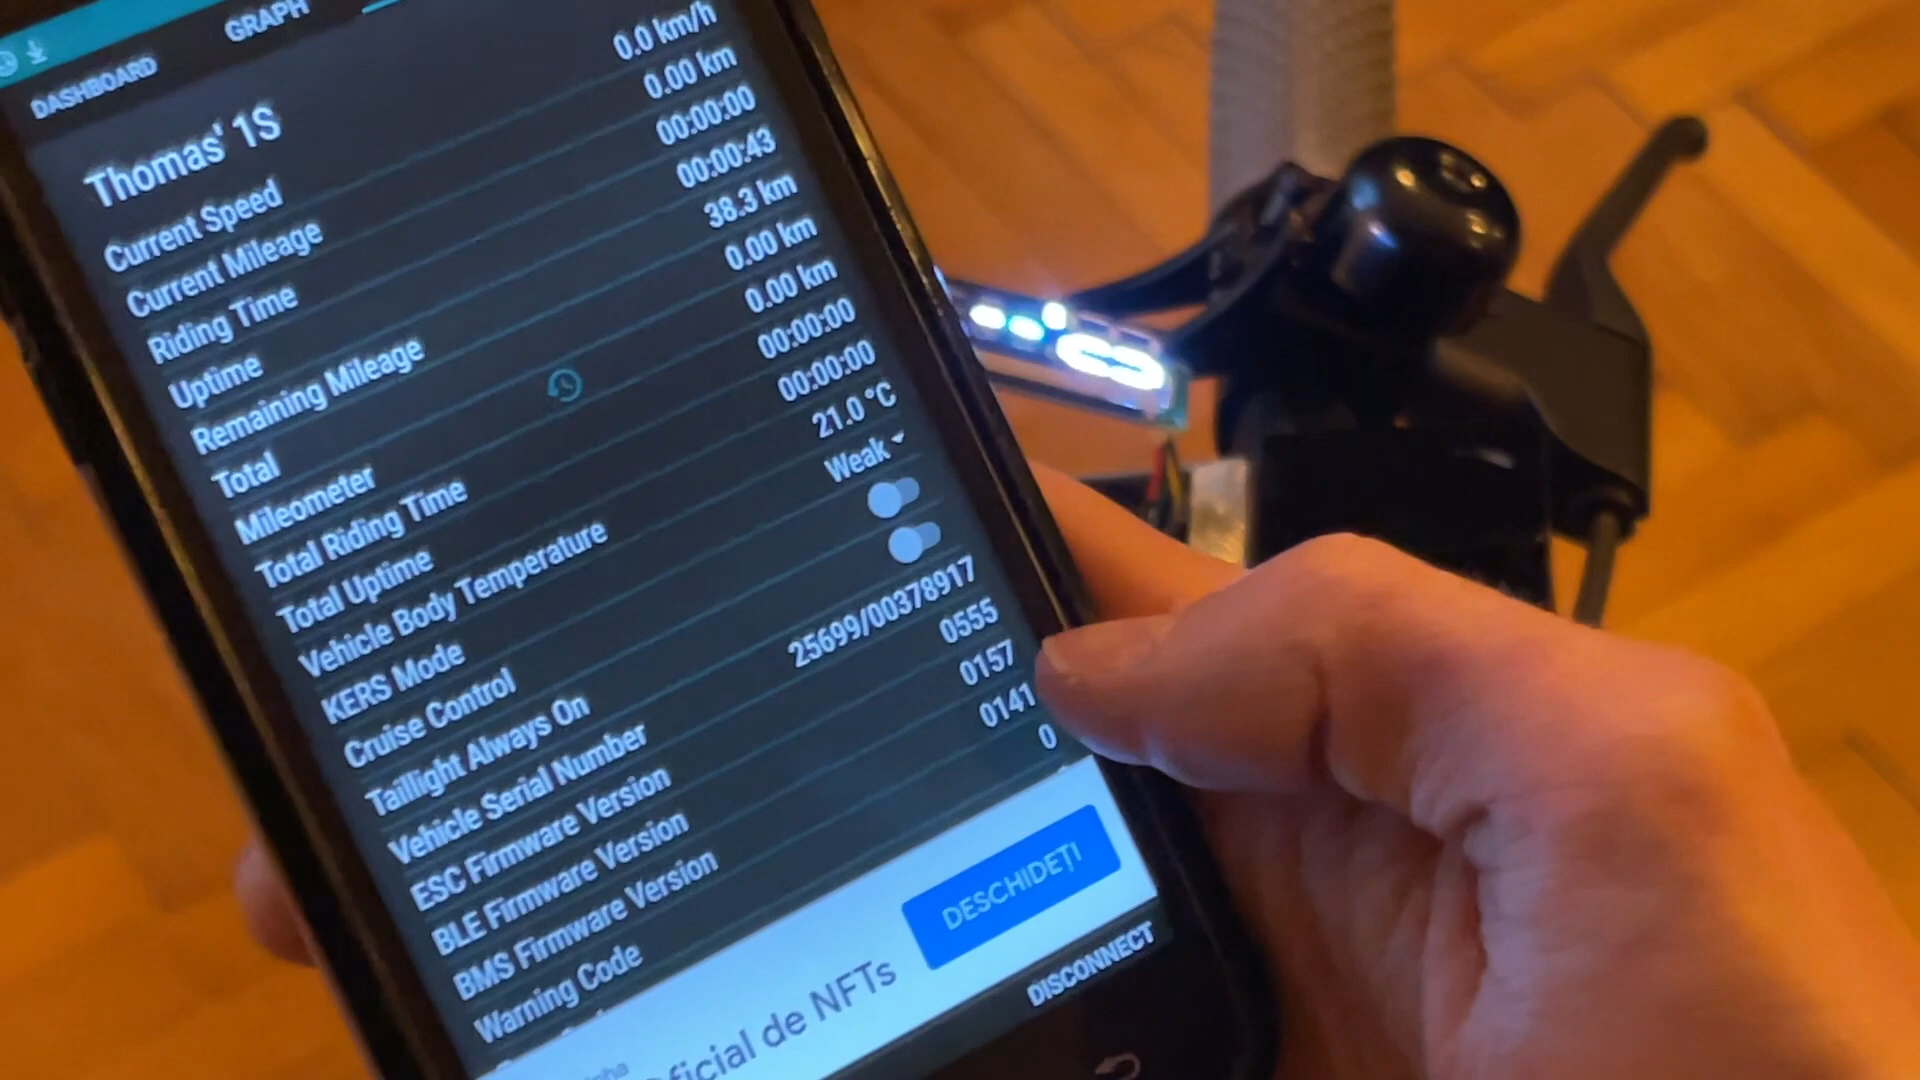 GRAPH
DASHBOARD
Thomas' 1S
Current Speed 0.0 km/h
Current Mileage 0.00 km
Riding Time 00:00:00
Uptime 00:00:43
Remaining Mileage 38.3 km
Total 0.00 km
Mileometer 0.00 km
Total Riding Time 00:00:00
Total Uptime 00:00:00
Vehicle Body Temperature 21.0 °C
KERS Mode Weak
Cruise Control
Taillight Always On
Vehicle Serial Number 25699/00378917
ESC Firmware Version 0555
BLE Firmware Version 0157
BMS Firmware Version 0141
Warning Code 0
DESCHIDEȚI
ficial de NFTs
DISCONNECT